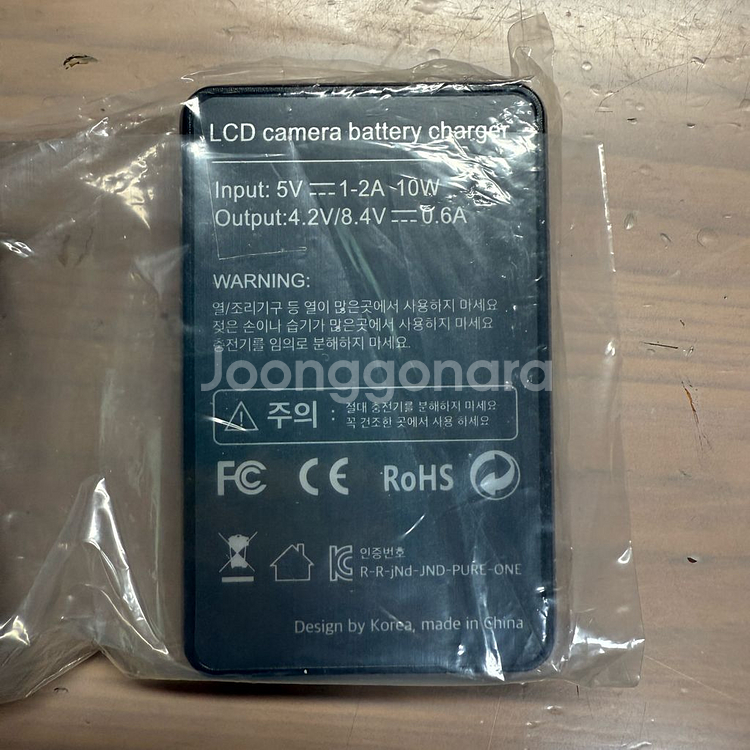 LCD camera battery charger
Input: 5V⎓1-2A 10W
Output:4.2V/8.4V⎓0.6A
WARNING:
열/조리기구 등 열이 많은곳에서 사용하지 마세요
젖은 손이나 습기가 많은곳에서 사용하지 마세요
충전기를 임의로 분해하지 마세요.
Joonggonara
주의 : 절대 충전기를 분해하지 마세요
꼭 건조한 곳에서 사용 하세요
FC CE RoHS
인증번호
R-R-jNd-JND-PURE-ONE
Design by Korea, made in China